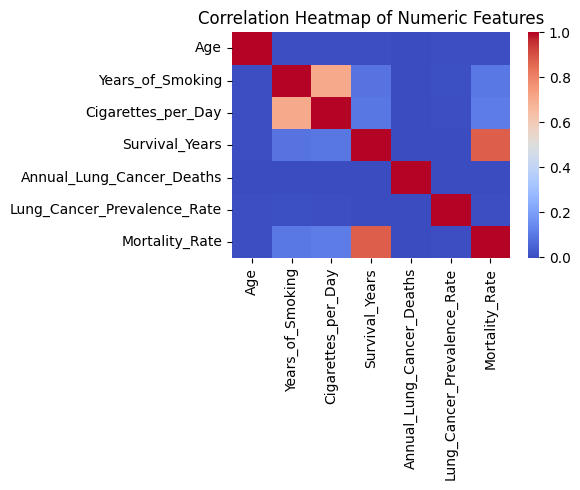 Correlation Heatmap of Numeric Features
Age
Years_of_Smoking
Cigarettes_per_Day
Survival_Years
Annual_Lung_Cancer_Deaths
Lung_Cancer_Prevalence_Rate
Mortality_Rate
Age
Years_of_Smoking
Cigarettes_per_Day
Survival_Years
Annual_Lung_Cancer_Deaths
Lung_Cancer_Prevalence_Rate
Mortality_Rate
1.0
0.8
0.6
0.4
0.2
0.0